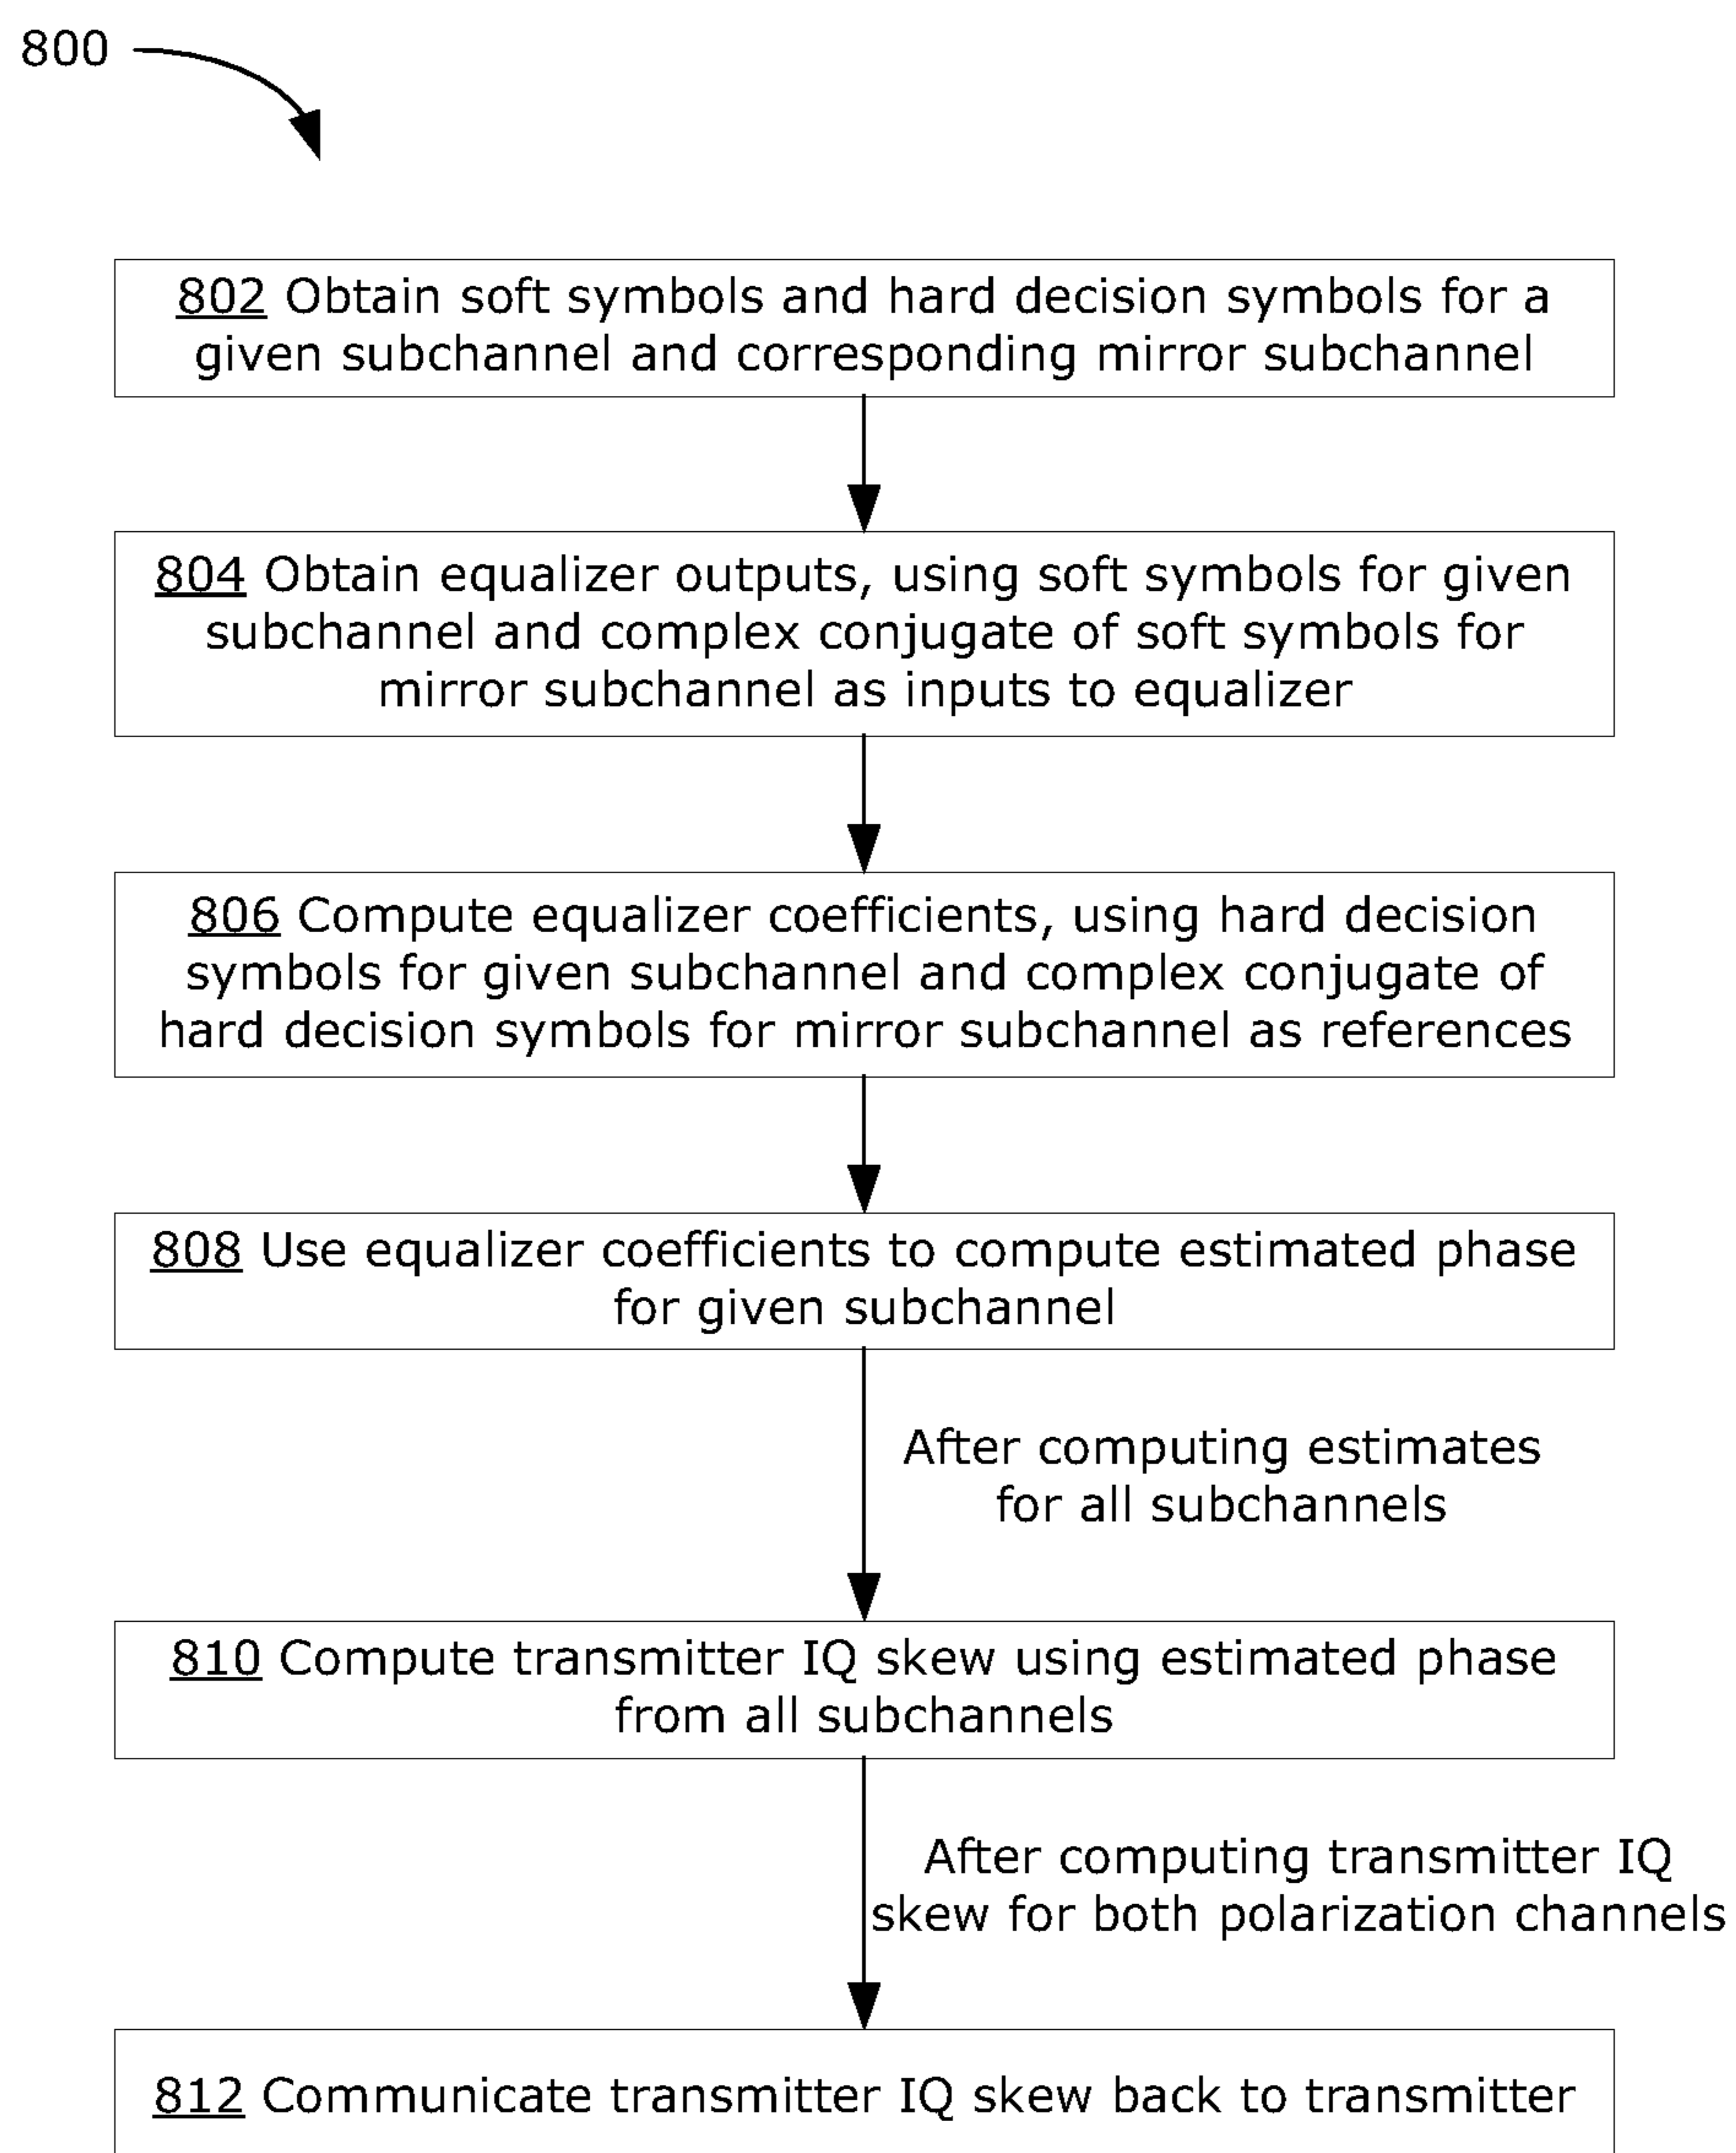 800
802 Obtain soft symbols and hard decision symbols for a
given subchannel and corresponding mirror subchannel
804 Obtain equalizer outputs, using soft symbols for given
subchannel and complex conjugate of soft symbols for
mirror subchannel as inputs to equalizer
806 Compute equalizer coefficients, using hard decision
symbols for given subchannel and complex conjugate of
hard decision symbols for mirror subchannel as references
808 Use equalizer coefficients to compute estimated phase
for given subchannel
After computing estimates
for all subchannels
810 Compute transmitter IQ skew using estimated phase
from all subchannels
After computing transmitter IQ
skew for both polarization channels
812 Communicate transmitter IQ skew back to transmitter